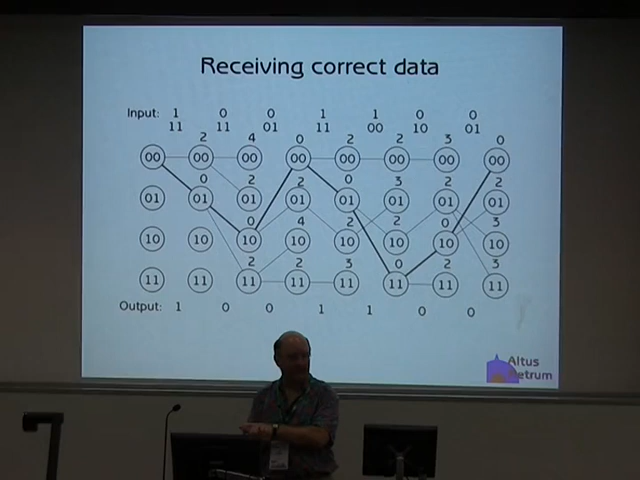 Receiving correct data
Input: 1 0 0 1 1 0 0
11 11 01 11 00 10 01
2 4 0 2 2 3 0
00 00 00 00 00 00 00 00
0 2 2 0 3 2 2
01 01 01 01 01 01 01 01
0 4 2 2 0 3
10 10 10 10 10 10 10 10
2 2 3 0 2 3
11 11 11 11 11 11 11 11
Output: 1 0 0 1 1 0 0
Altus
Metrum